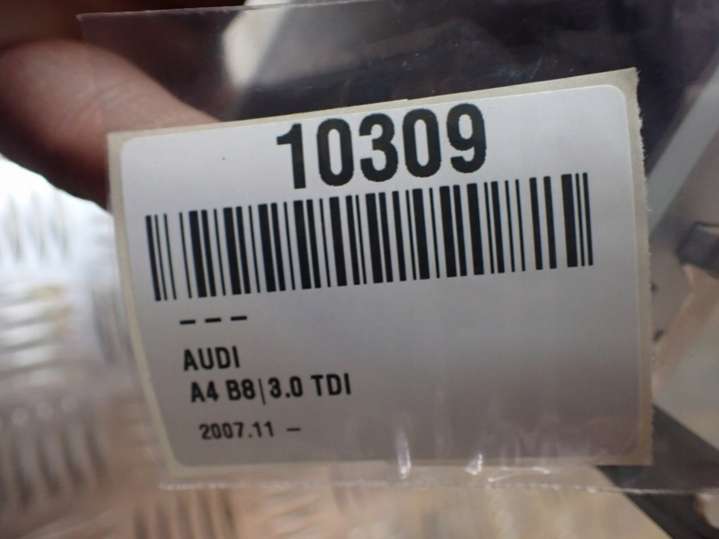 10309
– – –
AUDI
A4 B8|3.0 TDI
2007.11 –